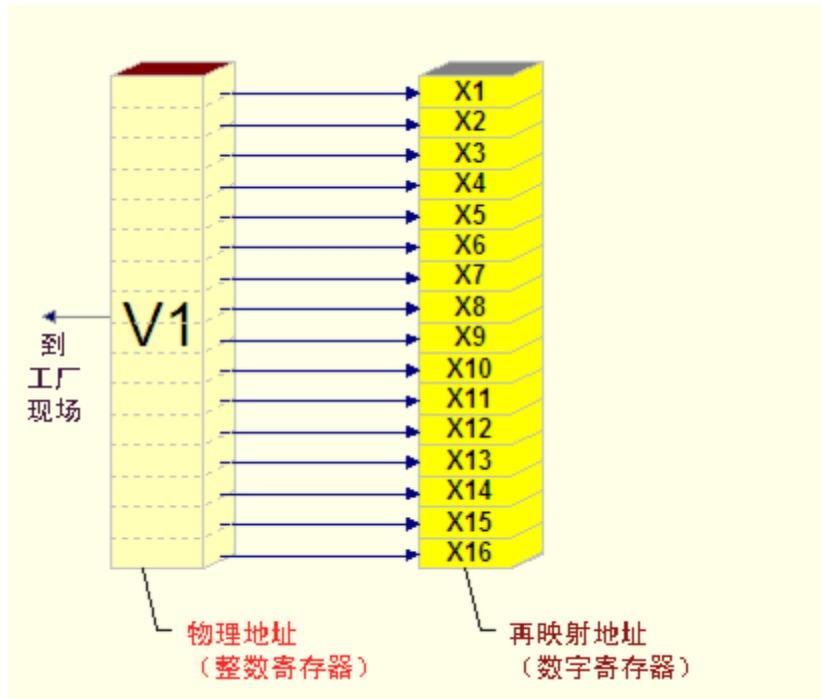 X1
X2
X3
X4
X5
X6
X7
X8
X9
X10
X11
X12
X13
X14
X15
X16
V1
到
工厂
现场
物理地址
（整数寄存器）
再映射地址
（数字寄存器）